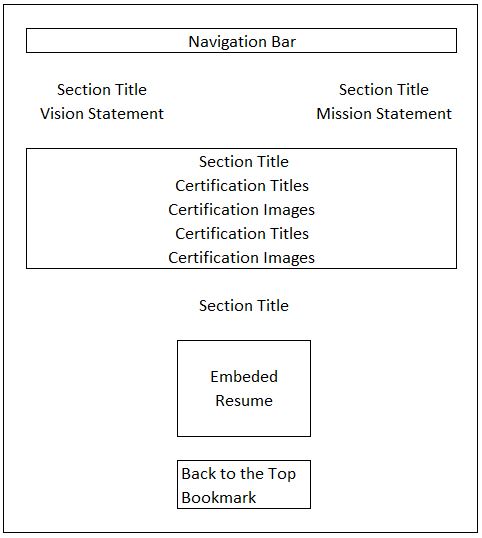 Navigation Bar
Section Title
Vision Statement
Section Title
Mission Statement
Section Title
Certification Titles
Certification Images
Certification Titles
Certification Images
Section Title
Embeded
Resume
Back to the Top
Bookmark